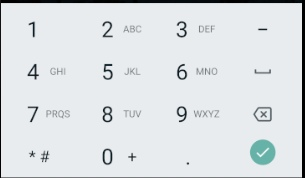 1 2 ABC 3 DEF –
4 GHI 5 JKL 6 MNO
7 PRQS 8 TUV 9 WXYZ
* # 0 + .